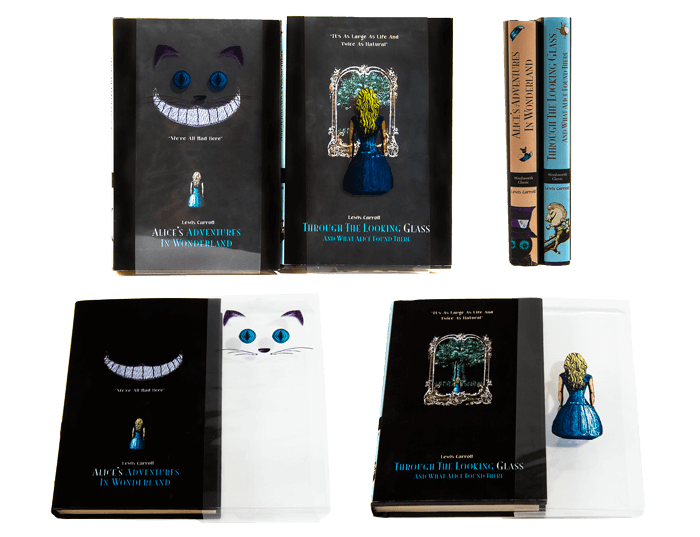 "We're All Mad Here"
Lewis Carroll
Alice's Adventures
In Wonderland
"It's As Large As Life And
Twice As Natural"
Lewis Carroll
Through The Looking Glass
And What Alice Found There
Alice's Adventures
In Wonderland
Wordsworth
Classic
Lewis Carroll
Through The Looking Glass
And What Alice Found There
Wordsworth
Classic
Lewis Carroll
"We're All Mad Here"
Lewis Carroll
Alice's Adventures
In Wonderland
"It's As Large As Life And
Twice As Natural"
Lewis Carroll
Through The Looking Glass
And What Alice Found There